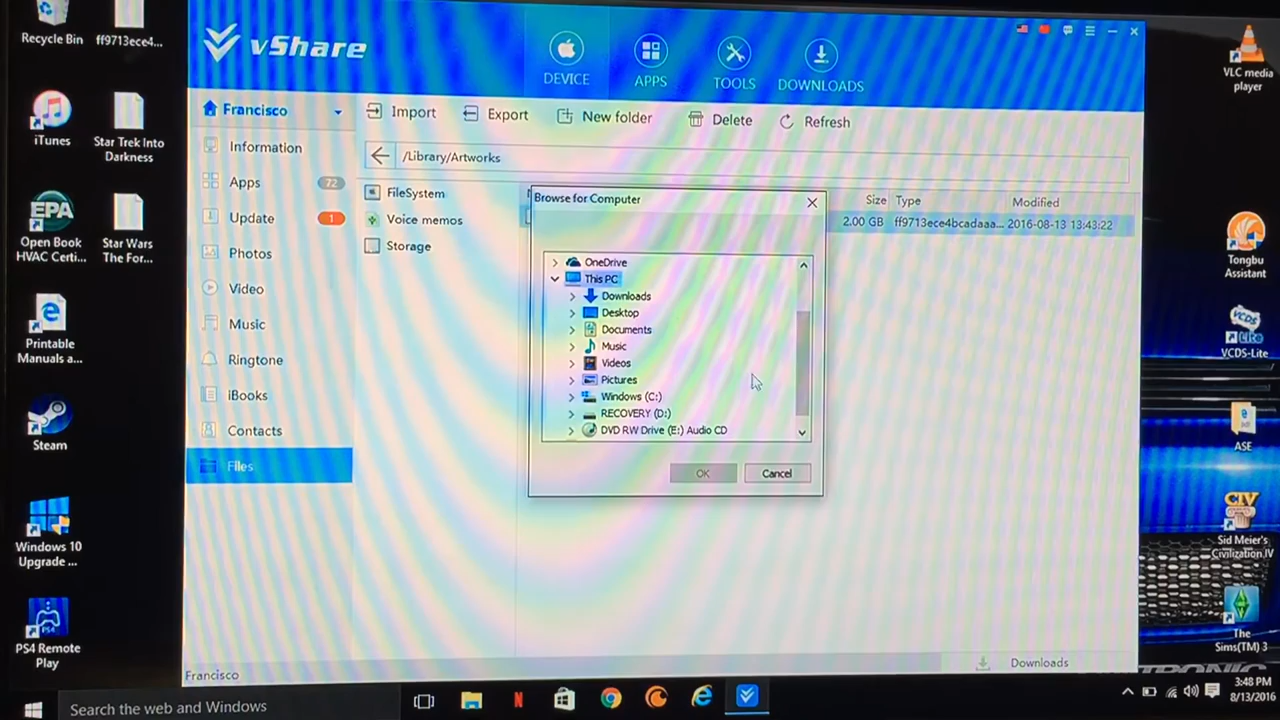 Recycle Bin
ff9713ece4...
iTunes
Star Trek Into
Darkness
EPA
Open Book
HVAC Certi...
Star Wars
The For...
Printable
Manuals a...
Steam
Windows 10
Upgrade ...
PS4
PS4 Remote
Play
vShare
DEVICE
APPS
TOOLS
DOWNLOADS
Francisco
Import
Export
New folder
Delete
Refresh
Information
Apps
72
Update
1
Photos
Video
Music
Ringtone
iBooks
Contacts
Files
/Library/Artworks
FileSystem
Voice memos
Storage
Size
Type
Modified
2.00 GB
ff9713ece4bcadaaa...
2016-08-13 13:43:22
Browse for Computer
OneDrive
This PC
Downloads
Desktop
Documents
Music
Videos
Pictures
Windows (C:)
RECOVERY (D:)
DVD RW Drive (E:) Audio CD
OK
Cancel
Francisco
Downloads
VLC media
player
Tongbu
Assistant
VCDS
Lite
VCDS-Lite
ASE
CIV
Sid Meier's
Civilization IV
The
Sims(TM) 3
Search the web and Windows
3:48 PM
8/13/2016